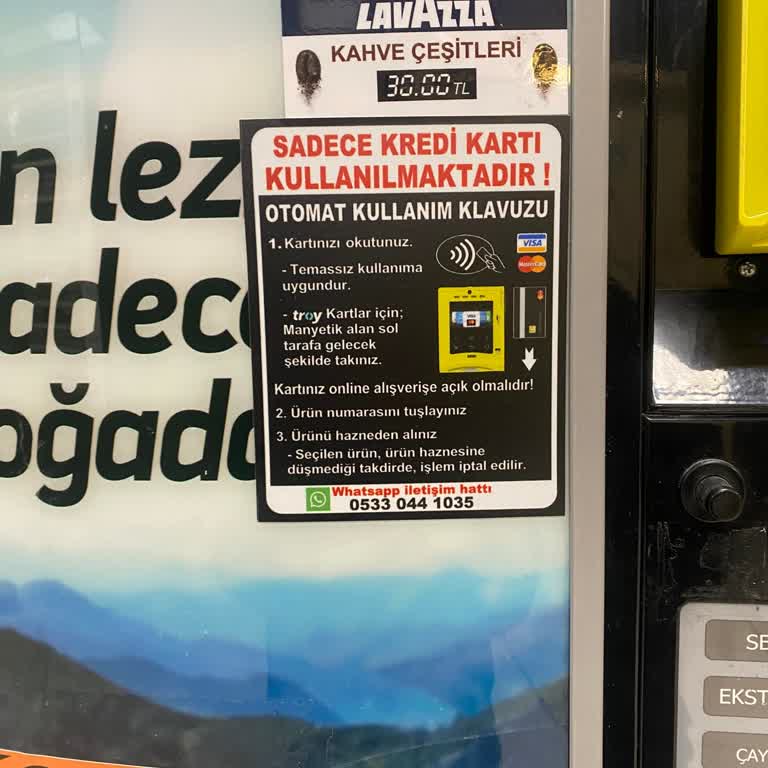 LAVAZZA
KAHVE ÇEŞİTLERİ
30.00 TL
SADECE KREDİ KARTI
KULLANILMAKTADIR !
OTOMAT KULLANIM KLAVUZU
1. Kartınızı okutunuz.
- Temassız kullanıma
uygundur.
- troy Kartlar için;
Manyetik alan sol
tarafa gelecek
şekilde takınız.
VISA
MasterCard
VISA
Kartınız online alışverişe açık olmalıdır!
2. Ürün numarasını tuşlayınız
3. Ürünü hazneden alınız
- Seçilen ürün, ürün haznesine
düşmediği takdirde, işlem iptal edilir.
Whatsapp iletişim hattı
0533 044 1035
n lez
adec
oğada
SE
EKST
ÇAY